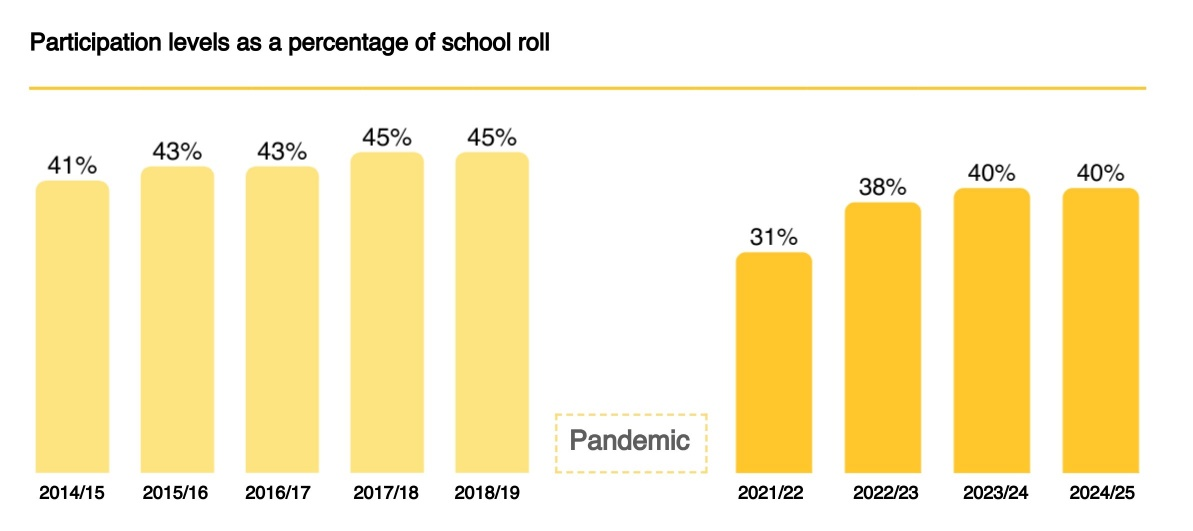 Participation levels as a percentage of school roll
41% 43% 43% 45% 45% 31% 38% 40% 40%
Pandemic
2014/15 2015/16 2016/17 2017/18 2018/19 2021/22 2022/23 2023/24 2024/25